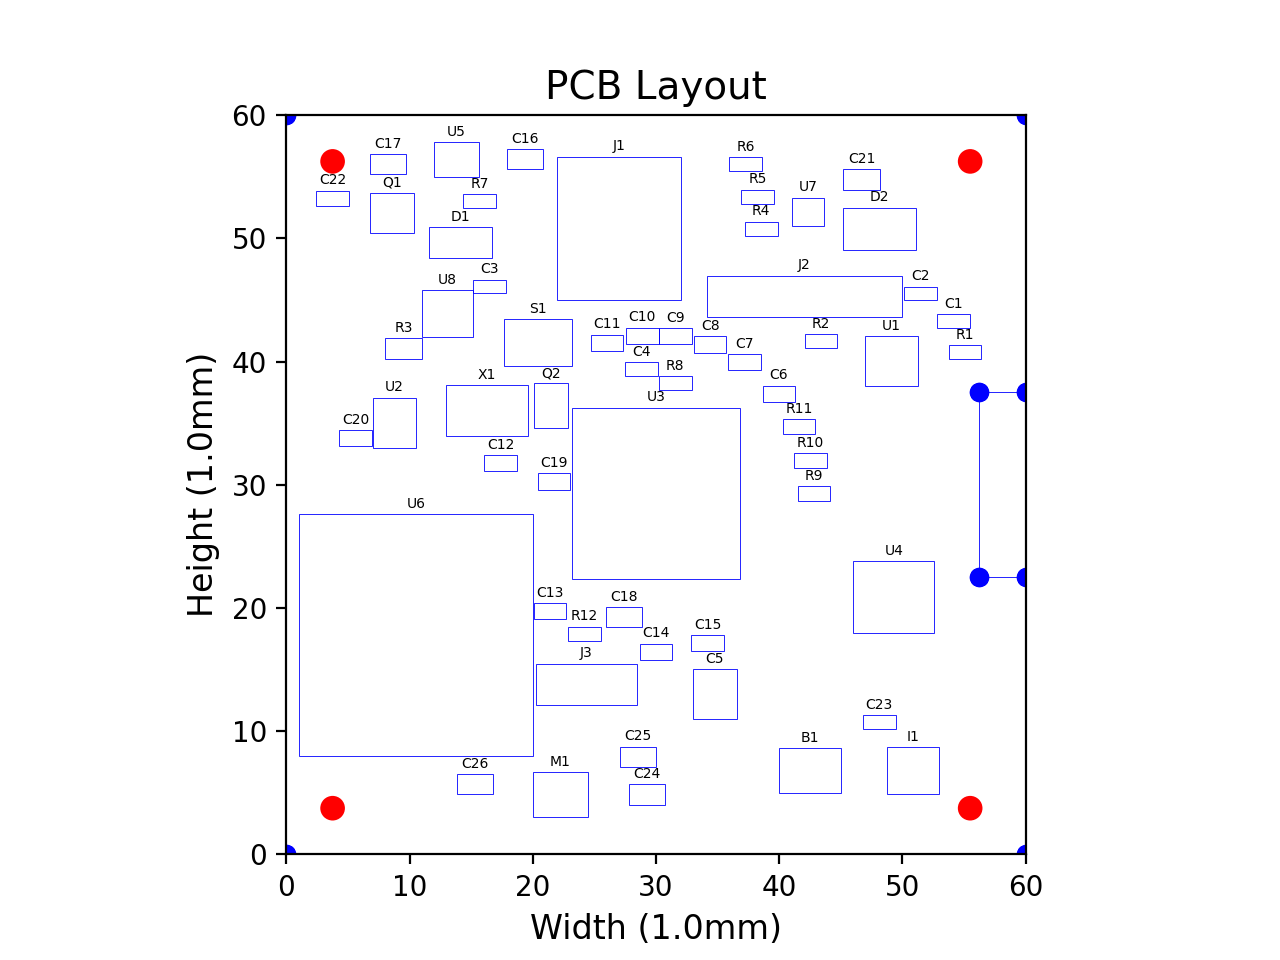 PCB Layout
60
50
40
30
20
10
0
Height (1.0mm)
0 10 20 30 40 50 60
Width (1.0mm)
U5
C17
C16
J1
R6
C21
C22
Q1
R7
R5
U7
D2
D1
R4
C3
U8
J2
C2
S1
C11
C10
C9
C8
R2
U1
C1
R3
C4
C7
R1
U2
X1
Q2
R8
C6
U3
C20
R11
C12
R10
C19
R9
U6
U4
C13
R12
C18
C14
C15
J3
C5
C23
C25
B1
I1
C26
M1
C24